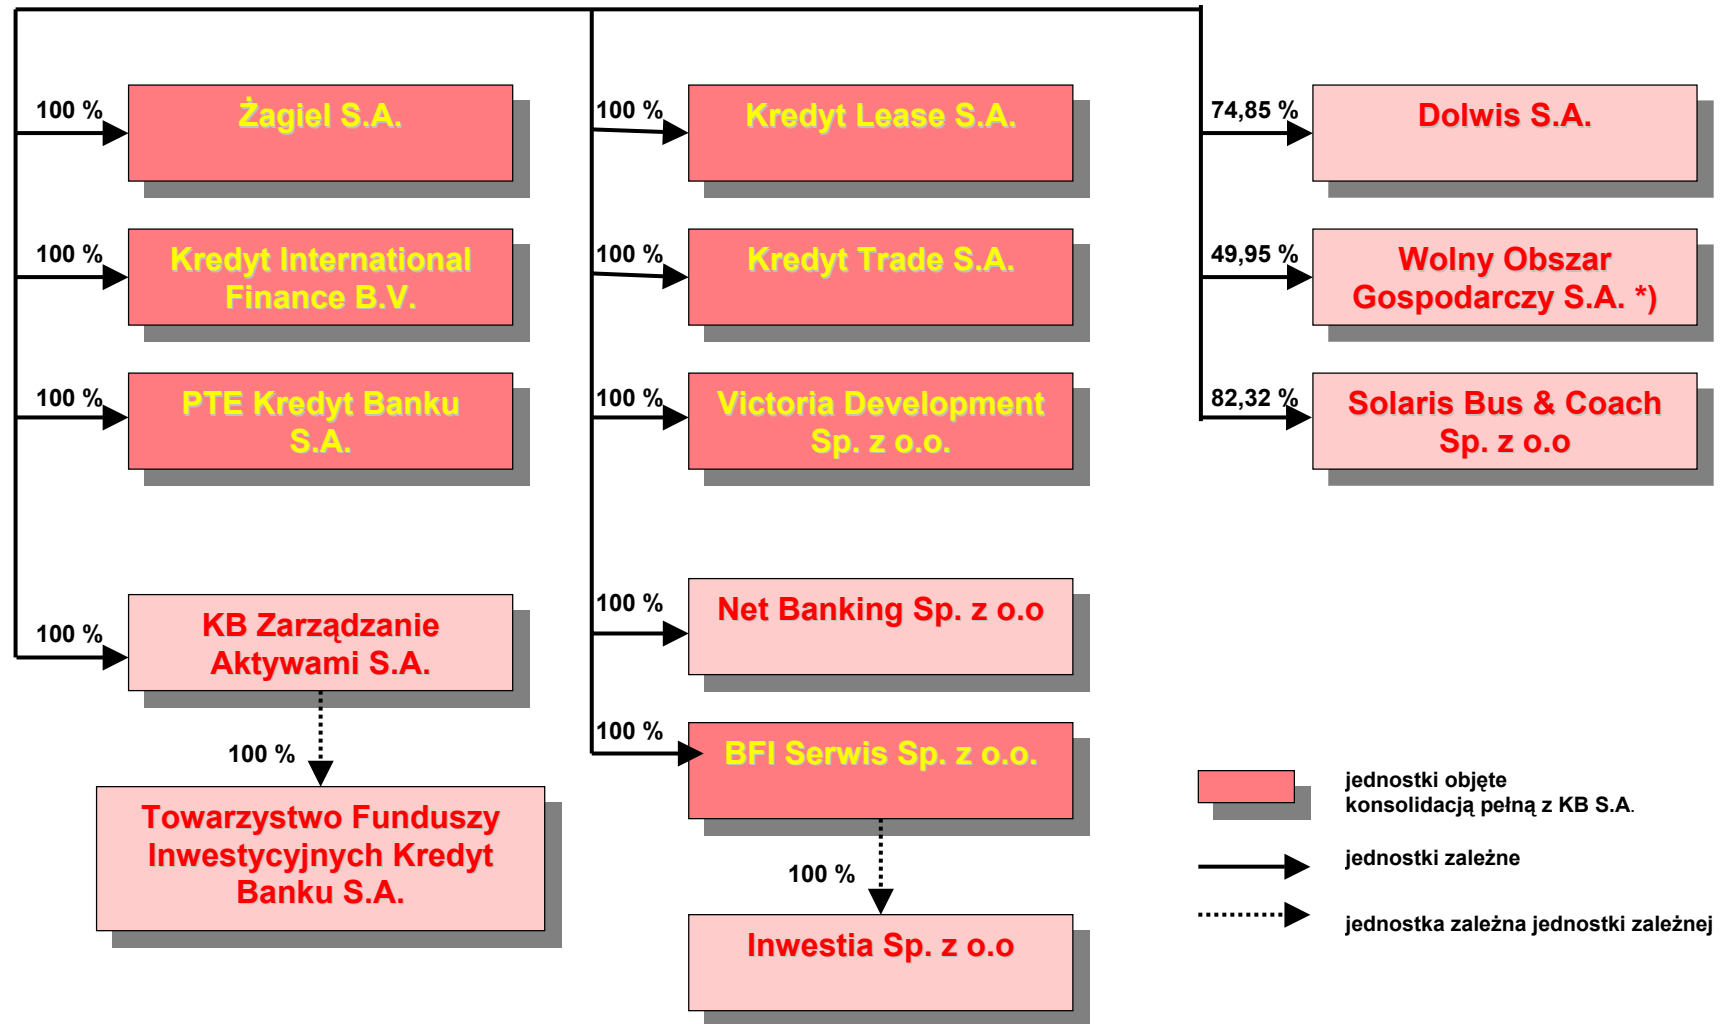 100 %
Żagiel S.A.
100 %
Kredyt International
Finance B.V.
100 %
PTE Kredyt Banku
S.A.
100 %
KB Zarządzanie
Aktywami S.A.
100 %
Towarzystwo Funduszy
Inwestycyjnych Kredyt
Banku S.A.
100 %
Kredyt Lease S.A.
100 %
Kredyt Trade S.A.
100 %
Victoria Development
Sp. z o.o.
100 %
Net Banking Sp. z o.o
100 %
BFI Serwis Sp. z o.o.
100 %
Inwestia Sp. z o.o
74,85 %
Dolwis S.A.
49,95 %
Wolny Obszar
Gospodarczy S.A. *)
82,32 %
Solaris Bus & Coach
Sp. z o.o
jednostki objęte
konsolidacją pełną z KB S.A.
jednostki zależne
jednostka zależna jednostki zależnej